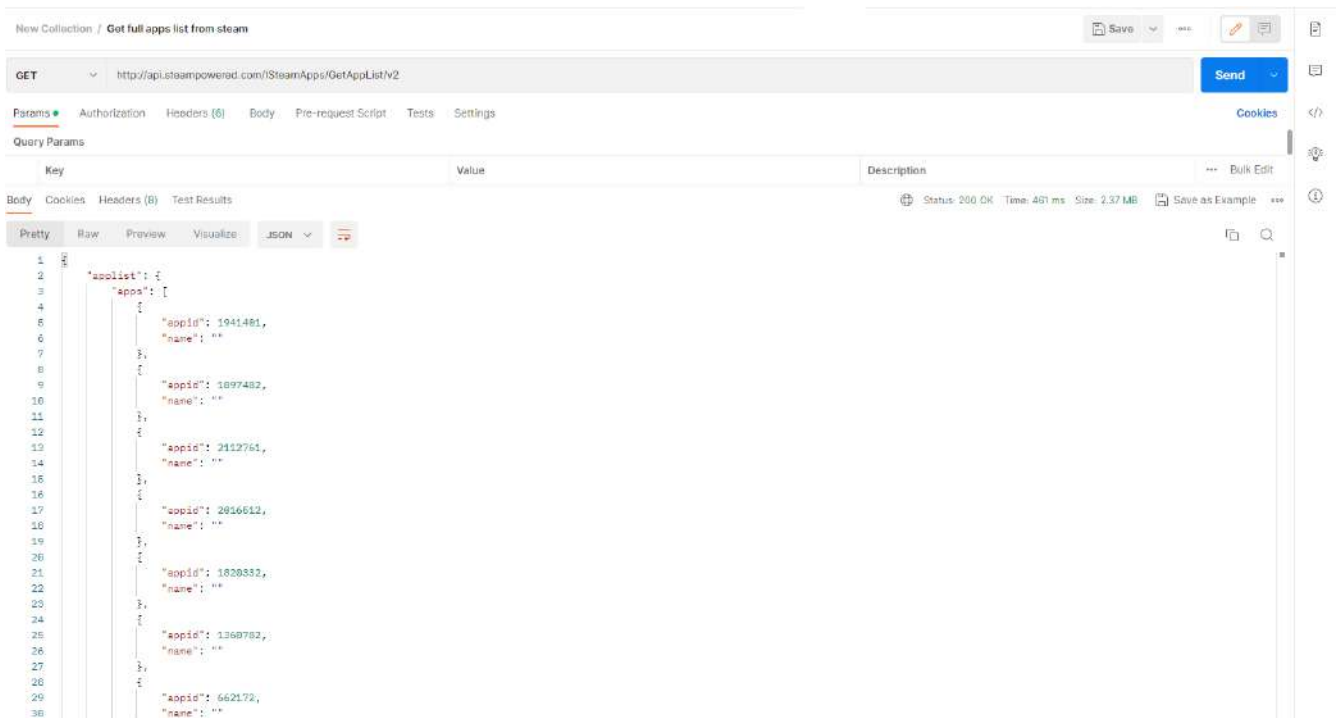 New Collection / Get full apps list from steam
Save
GET http://api.steampowered.com/ISteamApps/GetAppList/v2 Send
Params Authorization Headers (6) Body Pre-request Script Tests Settings Cookies
Query Params
Key Value Description Bulk Edit
Body Cookies Headers (8) Test Results Status: 200 OK Time: 461 ms Size: 2.37 MB Save as Example
Pretty Raw Preview Visualize JSON
1 {
2 "applist": {
3 "apps": [
4 {
5 "appid": 1941401,
6 "name": ""
7 },
8 {
9 "appid": 1897482,
10 "name": ""
11 },
12 {
13 "appid": 2112761,
14 "name": ""
15 },
16 {
17 "appid": 2016612,
18 "name": ""
19 },
20 {
21 "appid": 1820332,
22 "name": ""
23 },
24 {
25 "appid": 1360782,
26 "name": ""
27 },
28 {
29 "appid": 662172,
30 "name": ""